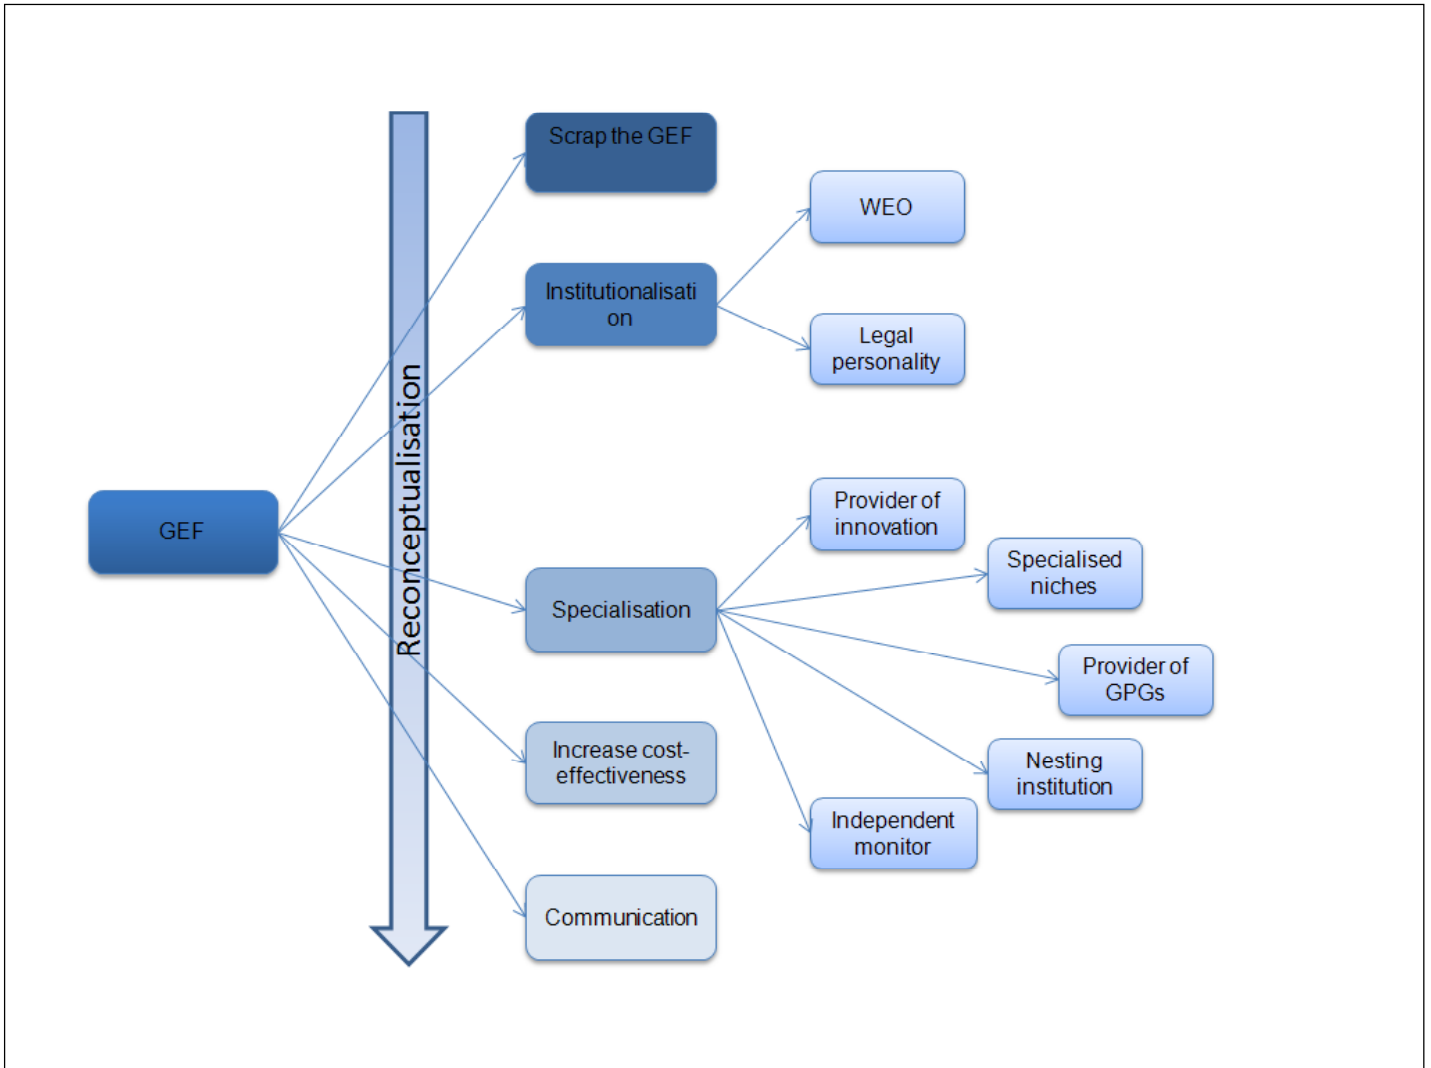 Scrap the GEF
WEO
Institutionalisati
on
Legal
personality
Reconceptualisation
GEF
Provider of
innovation
Specialised
niches
Specialisation
Provider of
GPGs
Increase cost-
effectiveness
Nesting
institution
Independent
monitor
Communication